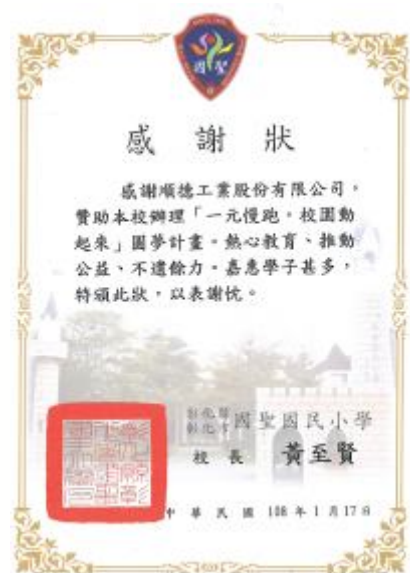 國聖
感謝狀
感謝順德工業股份有限公司，
贊助本校辦理「一元慢跑，校園動
起來」圓夢計畫。熱心教育、推動
公益、不遺餘力。嘉惠學子甚多，
特頒此狀，以表謝忱。
彰化縣
彰化市
國聖國民小學
校長 黃至賢
中華民國 108 年 1 月 17 日